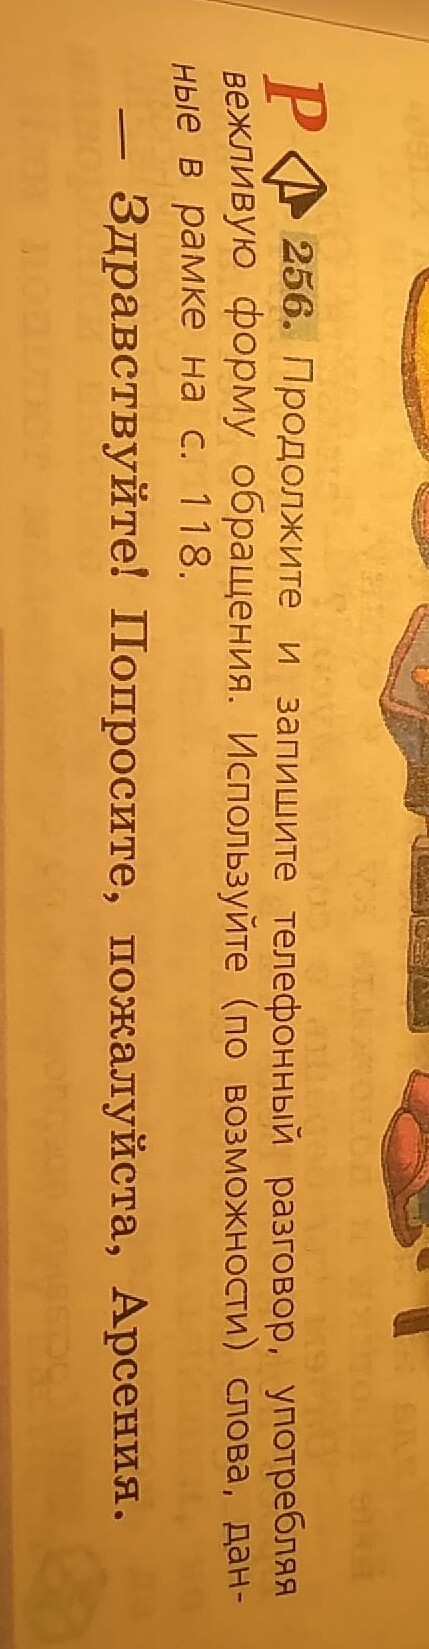 Р 256. Продолжите и запишите телефонный разговор, употребляя
вежливую форму обращения. Используйте (по возможности) слова, дан-
ные в рамке на с. 118.
— Здравствуйте! Попросите, пожалуйста, Арсения.